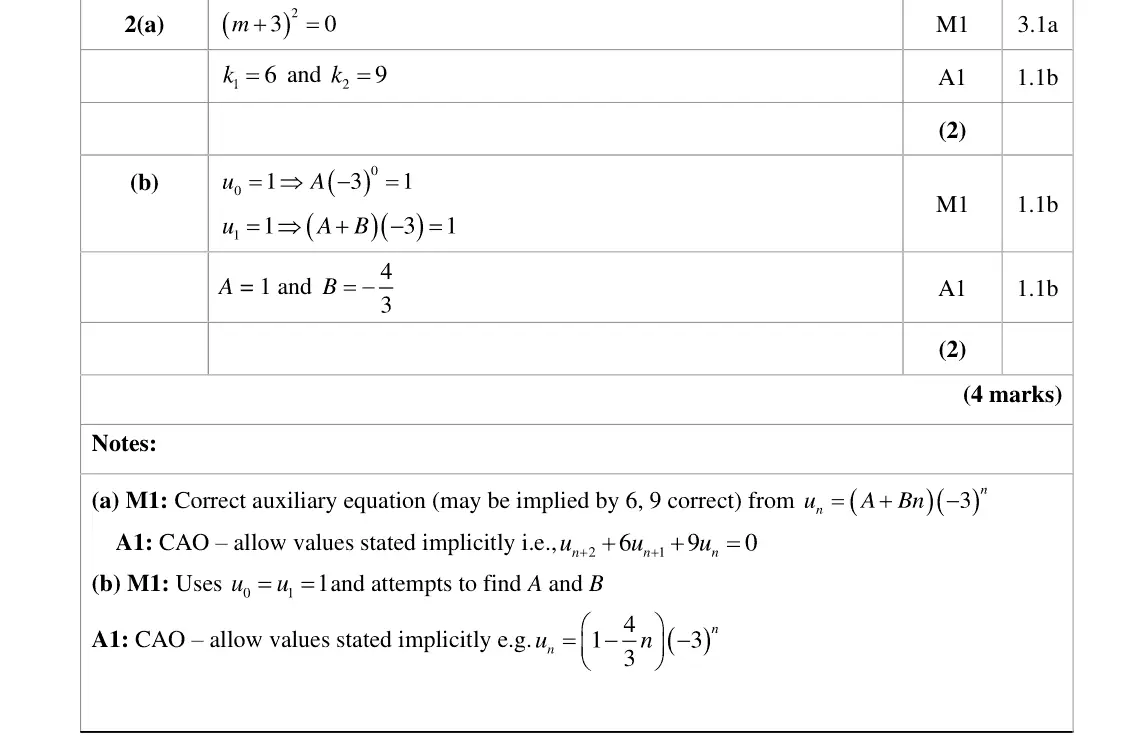 2(a) (m + 3)² = 0 M1 3.1a
k₁ = 6 and k₂ = 9 A1 1.1b
(2)
(b) u₀ = 1 ⇒ A(−3)⁰ = 1
u₁ = 1 ⇒ (A + B)(−3) = 1 M1 1.1b
A = 1 and B = −4/3 A1 1.1b
(2)
(4 marks)
Notes:
(a) M1: Correct auxiliary equation (may be implied by 6, 9 correct) from uₙ = (A + Bn)(−3)ⁿ
A1: CAO – allow values stated implicitly i.e., uₙ₊₂ + 6uₙ₊₁ + 9uₙ = 0
(b) M1: Uses u₀ = u₁ = 1 and attempts to find A and B
A1: CAO – allow values stated implicitly e.g. uₙ = (1 − 4/3 n)(−3)ⁿ